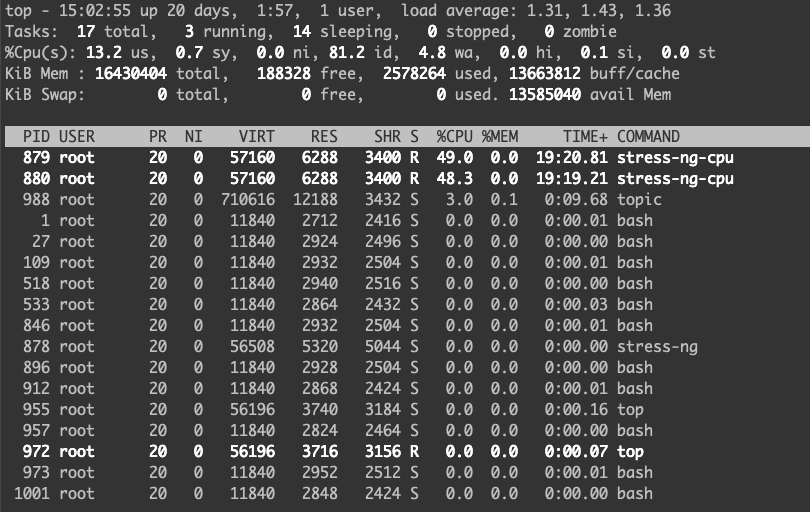 top - 15:02:55 up 20 days,  1:57,  1 user,  load average: 1.31, 1.43, 1.36
Tasks:  17 total,   3 running,  14 sleeping,   0 stopped,   0 zombie
%Cpu(s): 13.2 us,  0.7 sy,  0.0 ni, 81.2 id,  4.8 wa,  0.0 hi,  0.1 si,  0.0 st
KiB Mem : 16430404 total,   188328 free,  2578264 used, 13663812 buff/cache
KiB Swap:        0 total,        0 free,        0 used. 13585040 avail Mem
  PID USER      PR  NI    VIRT    RES    SHR S  %CPU %MEM     TIME+ COMMAND
  879 root      20   0   57160   6288   3400 R  49.0  0.0  19:20.81 stress-ng-cpu
  880 root      20   0   57160   6288   3400 R  48.3  0.0  19:19.21 stress-ng-cpu
  988 root      20   0  710616  12188   3432 S   3.0  0.1   0:09.68 topic
    1 root      20   0   11840   2712   2416 S   0.0  0.0   0:00.01 bash
   27 root      20   0   11840   2924   2496 S   0.0  0.0   0:00.00 bash
  109 root      20   0   11840   2932   2504 S   0.0  0.0   0:00.01 bash
  518 root      20   0   11840   2940   2516 S   0.0  0.0   0:00.00 bash
  533 root      20   0   11840   2864   2432 S   0.0  0.0   0:00.03 bash
  846 root      20   0   11840   2932   2504 S   0.0  0.0   0:00.01 bash
  878 root      20   0   56508   5320   5044 S   0.0  0.0   0:00.00 stress-ng
  896 root      20   0   11840   2928   2504 S   0.0  0.0   0:00.00 bash
  912 root      20   0   11840   2868   2424 S   0.0  0.0   0:00.01 bash
  955 root      20   0   56196   3740   3184 S   0.0  0.0   0:00.16 top
  957 root      20   0   11840   2824   2464 S   0.0  0.0   0:00.00 bash
  972 root      20   0   56196   3716   3156 R   0.0  0.0   0:00.07 top
  973 root      20   0   11840   2952   2512 S   0.0  0.0   0:00.01 bash
 1001 root      20   0   11840   2848   2424 S   0.0  0.0   0:00.01 bash